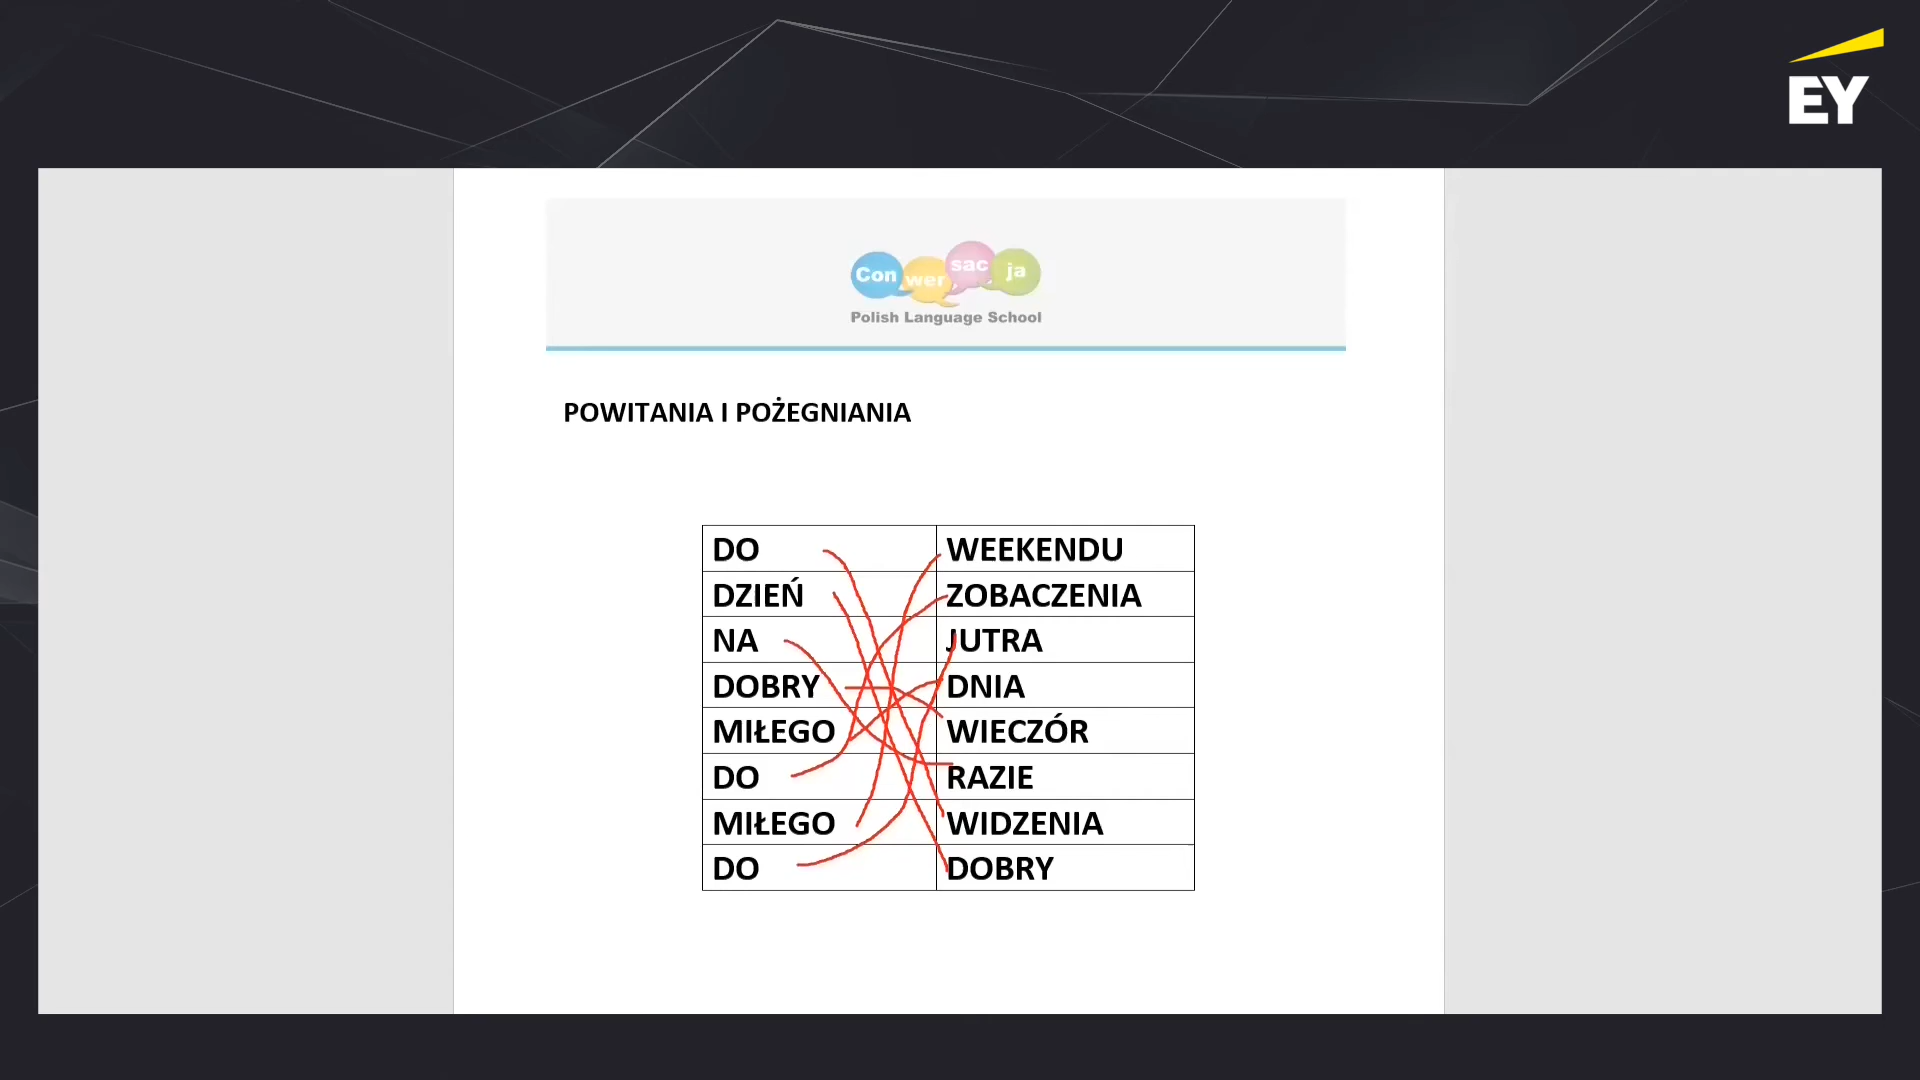 EY
Con wer sac ja
Polish Language School
POWITANIA I POŻEGNIANIA
DO WEEKENDU
DZIEŃ ZOBACZENIA
NA JUTRA
DOBRY DNIA
MIŁEGO WIECZÓR
DO RAZIE
MIŁEGO WIDZENIA
DO DOBRY